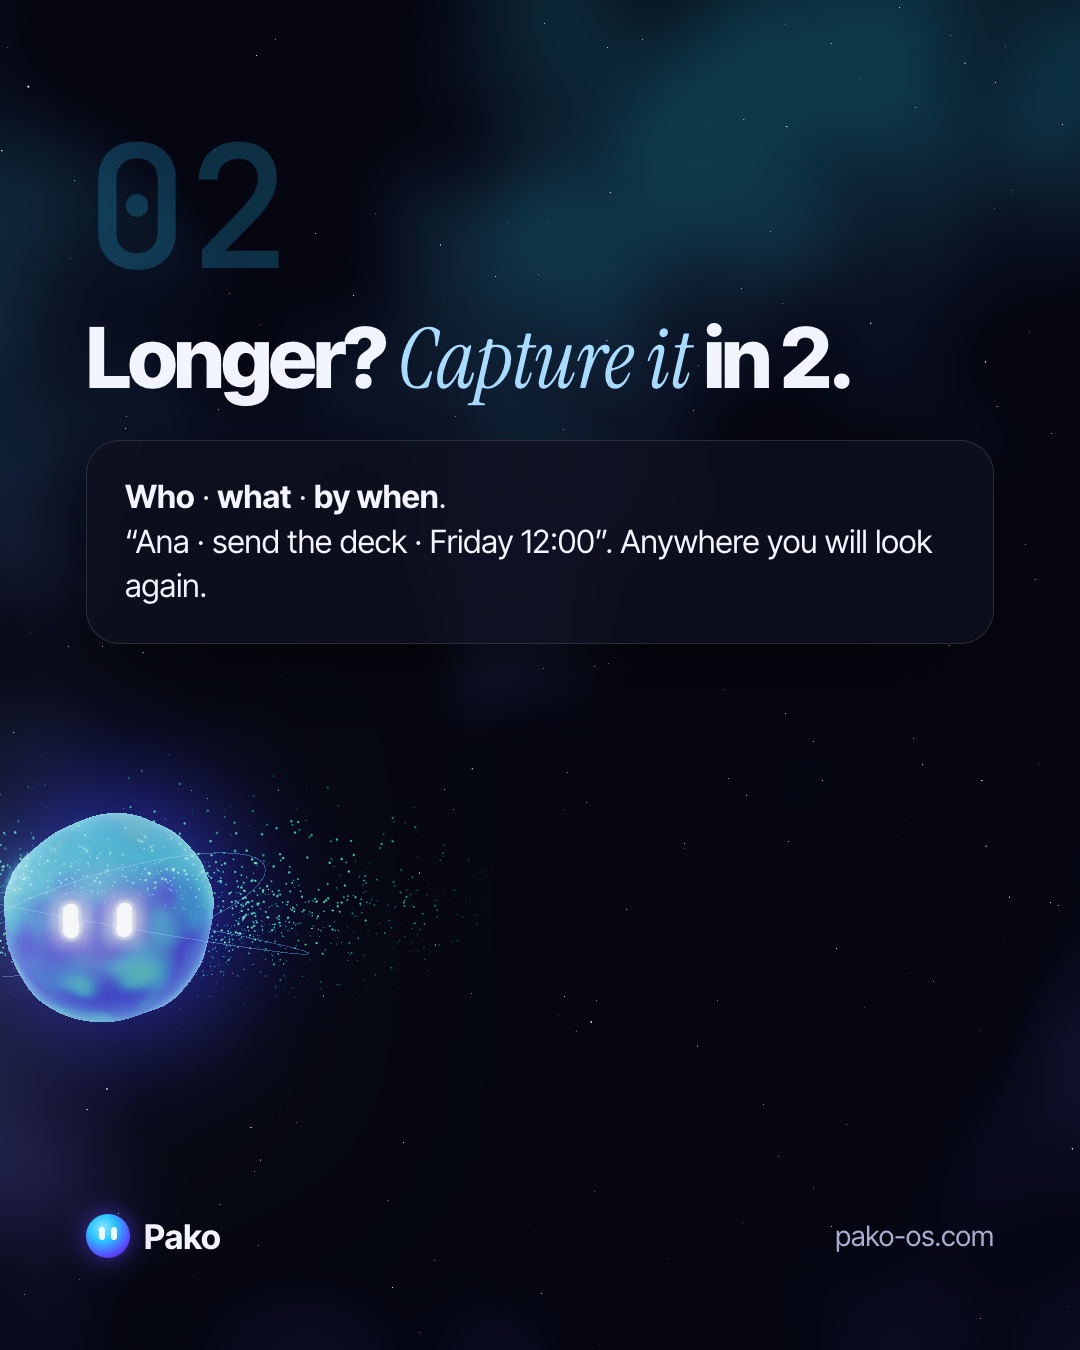 02
Longer? Capture it in 2.
Who · what · by when.
“Ana · send the deck · Friday 12:00”. Anywhere you will look
again.
Pako
pako-os.com